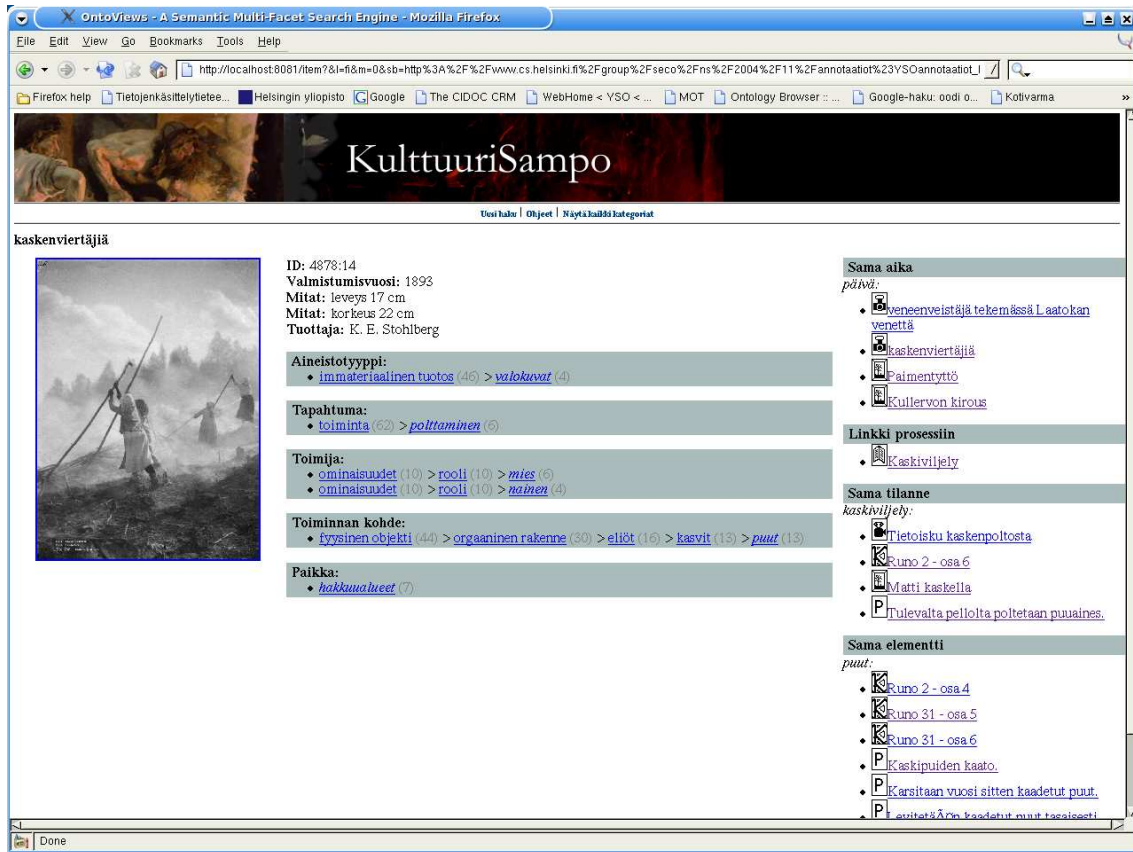 OntoViews - A Semantic Multi-Facet Search Engine - Mozilla Firefox
File Edit View Go Bookmarks Tools Help
http://localhost:8081/item?&l=fi&m=0&sb=http%3A%2F%2Fwww.cs.helsinki.fi%2Fgroup%2Fseco%2Fns%2F2004%2F11%2Fannotaatiot%23YSOannotaatiot_I
Firefox help Tietojenkäsittelytietee... Helsingin yliopisto Google The CIDOC CRM WebHome < YSO < ... MOT Ontology Browser :: ... Google-haku: oodi o... Kotivarma »
KulttuuriSampo
Uusi haku | Ohjeet | Näytä kaikki kategoriat
kaskenviertäjiä
ID: 4878:14
Valmistumisvuosi: 1893
Mitat: leveys 17 cm
Mitat: korkeus 22 cm
Tuottaja: K. E. Stohlberg
Aineistotyyppi:
immateriaalinen tuotos (46) > valokuvat (4)
Tapahtuma:
toiminta (62) > polttaminen (6)
Toimija:
ominaisuudet (10) > rooli (10) > mies (6)
ominaisuudet (10) > rooli (10) > nainen (4)
Toiminnan kohde:
fyysinen objekti (44) > orgaaninen rakenne (30) > eliöt (16) > kasvit (13) > puut (13)
Paikka:
hakkuualueet (7)
Sama aika
päivä:
veneenveistäjä tekemässä Laatokan
venettä
kaskenviertäjiä
Paimentyttö
Kullervon kirous
Linkki prosessiin
Kaskiviljely
Sama tilanne
kaskiviljely:
Tietoisku kaskenpoltosta
Runo 2 - osa 6
Matti kaskella
P Tulevalta pellolta poltetaan puuaines.
Sama elementti
puut:
Runo 2 - osa 4
Runo 31 - osa 5
Runo 31 - osa 6
P Kaskipuiden kaato.
P Karsitaan vuosi sitten kaadetut puut.
P LevitetäÃ¤n kaadetut puut tasaisesti
Done